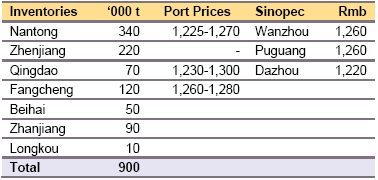 Inventories '000 t Port Prices Sinopec Rmb
Nantong 340 1,225-1,270 Wanzhou 1,260
Zhenjiang 220 - Puguang 1,260
Qingdao 70 1,230-1,300 Dazhou 1,220
Fangcheng 120 1,260-1,280
Beihai 50
Zhanjiang 90
Longkou 10
Total 900